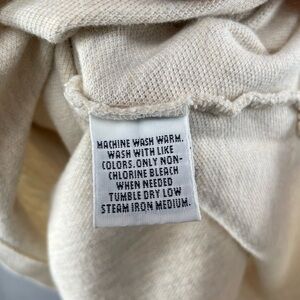 MACHINE WASH WARM.
WASH WITH LIKE
COLORS.ONLY NON-
CHLORINE BLEACH
WHEN NEEDED
TUMBLE DRY LOW
STEAM IRON MEDIUM.